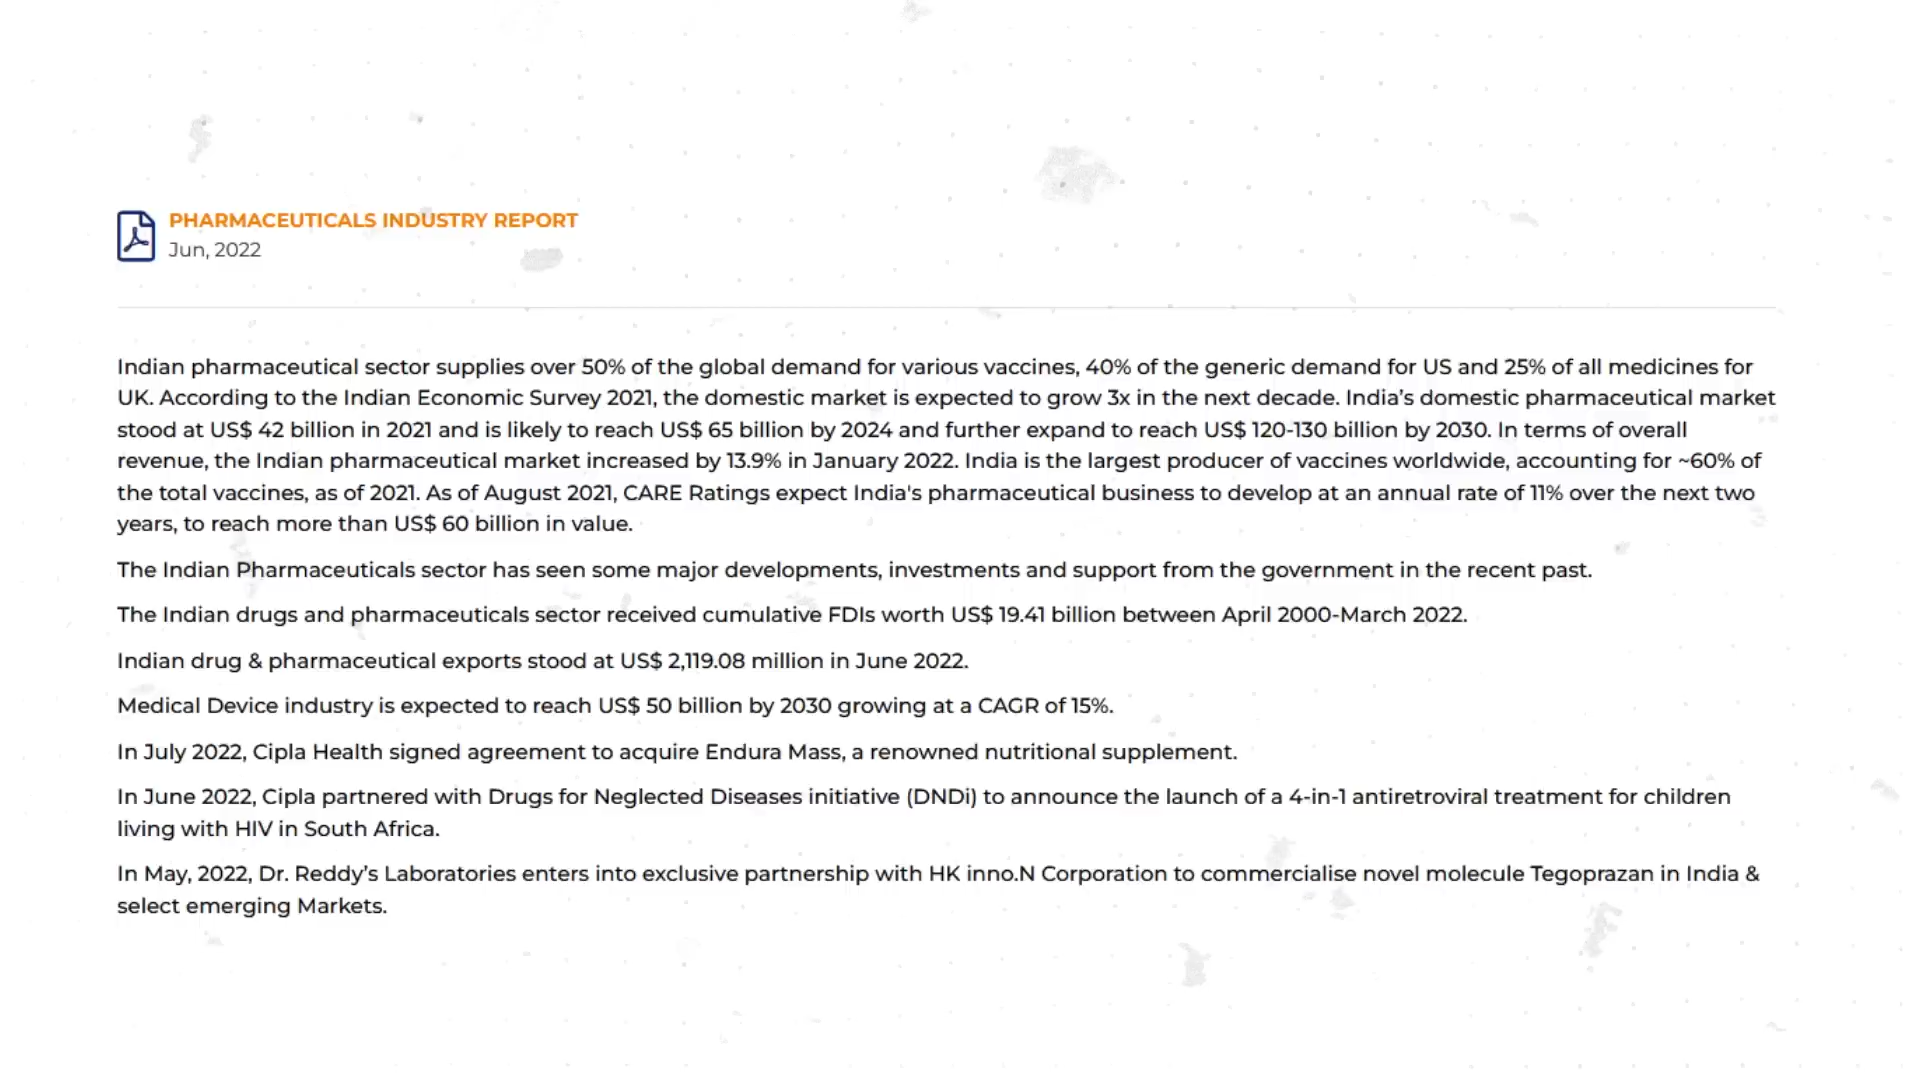 PHARMACEUTICALS INDUSTRY REPORT
Jun, 2022
Indian pharmaceutical sector supplies over 50% of the global demand for various vaccines, 40% of the generic demand for US and 25% of all medicines for
UK. According to the Indian Economic Survey 2021, the domestic market is expected to grow 3x in the next decade. India’s domestic pharmaceutical market
stood at US$ 42 billion in 2021 and is likely to reach US$ 65 billion by 2024 and further expand to reach US$ 120-130 billion by 2030. In terms of overall
revenue, the Indian pharmaceutical market increased by 13.9% in January 2022. India is the largest producer of vaccines worldwide, accounting for ~60% of
the total vaccines, as of 2021. As of August 2021, CARE Ratings expect India's pharmaceutical business to develop at an annual rate of 11% over the next two
years, to reach more than US$ 60 billion in value.
The Indian Pharmaceuticals sector has seen some major developments, investments and support from the government in the recent past.
The Indian drugs and pharmaceuticals sector received cumulative FDIs worth US$ 19.41 billion between April 2000-March 2022.
Indian drug & pharmaceutical exports stood at US$ 2,119.08 million in June 2022.
Medical Device industry is expected to reach US$ 50 billion by 2030 growing at a CAGR of 15%.
In July 2022, Cipla Health signed agreement to acquire Endura Mass, a renowned nutritional supplement.
In June 2022, Cipla partnered with Drugs for Neglected Diseases initiative (DNDi) to announce the launch of a 4-in-1 antiretroviral treatment for children
living with HIV in South Africa.
In May, 2022, Dr. Reddy’s Laboratories enters into exclusive partnership with HK inno.N Corporation to commercialise novel molecule Tegoprazan in India &
select emerging Markets.